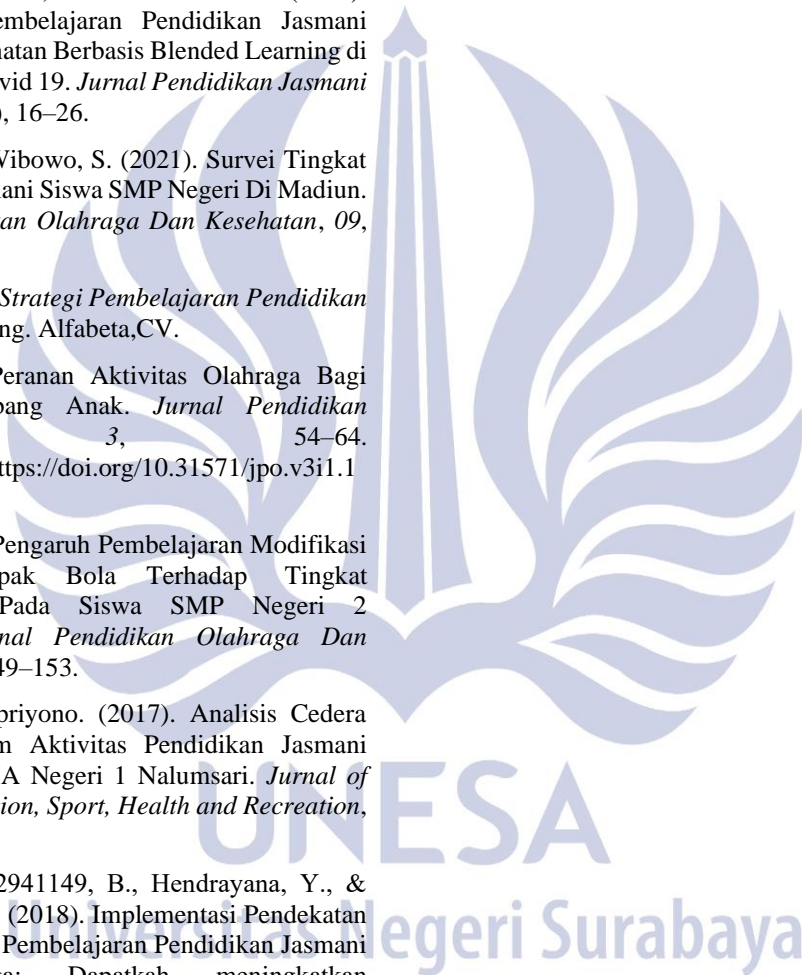 embelajaran Pendidikan Jasmani
hatan Berbasis Blended Learning di
vid 19. Jurnal Pendidikan Jasmani
), 16–26.
Wibowo, S. (2021). Survei Tingkat
nani Siswa SMP Negeri Di Madiun.
an Olahraga Dan Kesehatan, 09,
Strategi Pembelajaran Pendidikan
ng. Alfabeta,CV.
Peranan Aktivitas Olahraga Bagi
bang Anak. Jurnal Pendidikan
3, 54–64.
ttps://doi.org/10.31571/jpo.v3i1.1
Pengaruh Pembelajaran Modifikasi
pak Bola Terhadap Tingkat
Pada Siswa SMP Negeri 2
nal Pendidikan Olahraga Dan
49–153.
priyono. (2017). Analisis Cedera
m Aktivitas Pendidikan Jasmani
A Negeri 1 Nalumsari. Jurnal of
ion, Sport, Health and Recreation,
2941149, B., Hendrayana, Y., &
(2018). Implementasi Pendekatan
Pembelajaran Pendidikan Jasmani
Dapatkah meningkatkan
UNESA
Universitas Negeri Surabaya